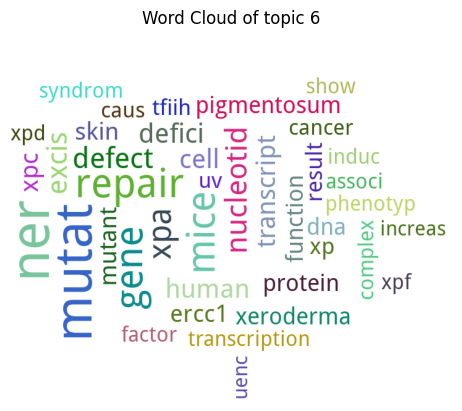 Word Cloud of topic 6
show
syndrom
pigmentosum
tfiih
caus
cancer
xpd
skin
defici
result
induc
excis
defect
cell
transcript
nucleotid
xpc
repair
uv
associ
function
phenotyp
ner
mutat
mutant
gene
xpa
mice
dna
complex
increas
xp
human
protein
xpf
ercc1
xeroderma
factor
transcription
uenc